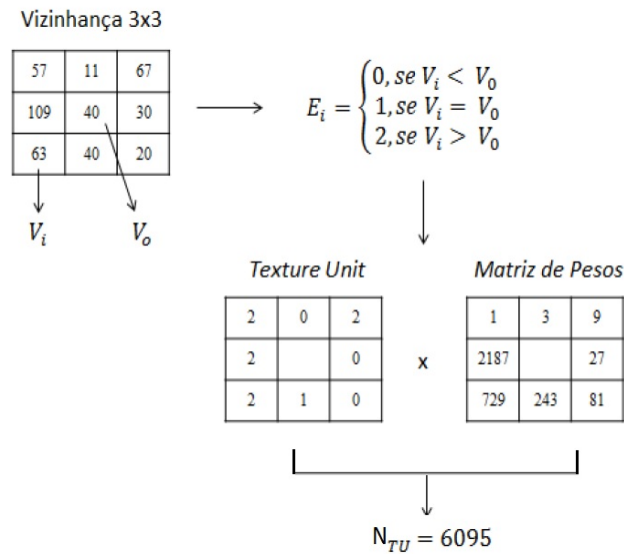 Vizinhança 3x3
57 11 67
109 40 30
63 40 20
V_i V_o
E_i = {0, se V_i < V_0
1, se V_i = V_0
2, se V_i > V_0
Texture Unit Matriz de Pesos
2 0 2 1 3 9
2 0 x 2187 27
2 1 0 729 243 81
N_{TU} = 6095